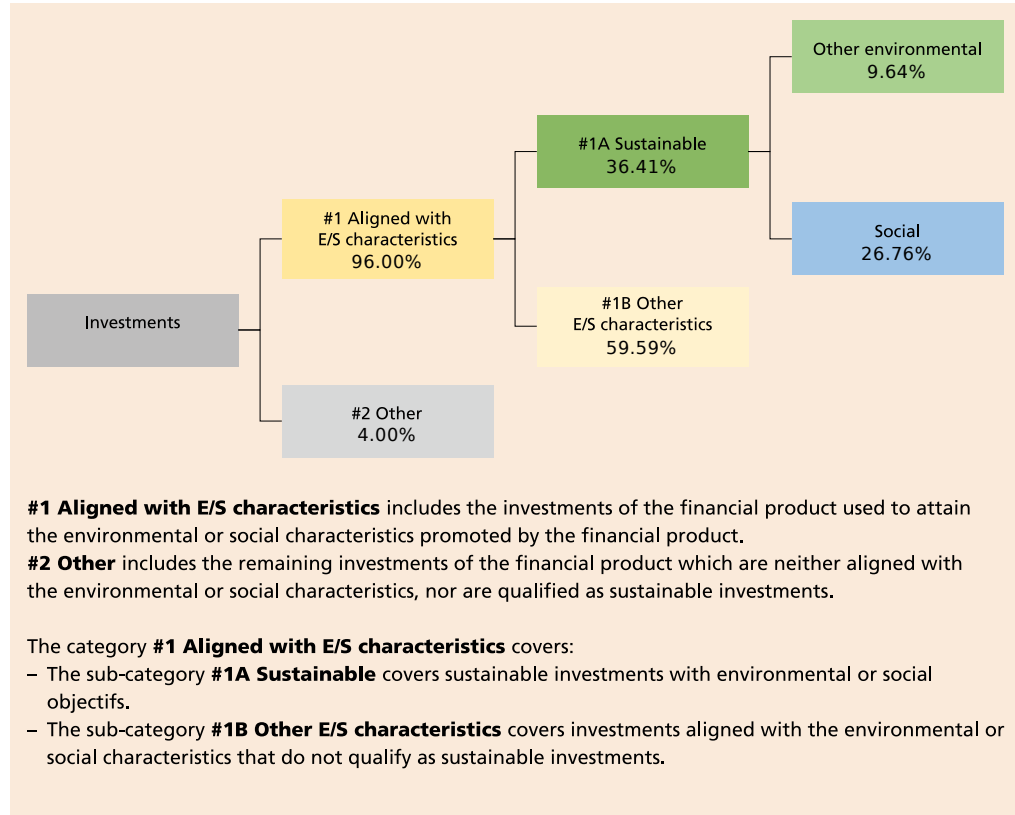 Other environmental
9.64%
#1A Sustainable
36.41%
#1 Aligned with
E/S characteristics
96.00%
Social
26.76%
#1B Other
E/S characteristics
59.59%
Investments
#2 Other
4.00%
#1 Aligned with E/S characteristics includes the investments of the financial product used to attain
the environmental or social characteristics promoted by the financial product.
#2 Other includes the remaining investments of the financial product which are neither aligned with
the environmental or social characteristics, nor are qualified as sustainable investments.
The category #1 Aligned with E/S characteristics covers:
– The sub-category #1A Sustainable covers sustainable investments with environmental or social
objectifs.
– The sub-category #1B Other E/S characteristics covers investments aligned with the environmental or
social characteristics that do not qualify as sustainable investments.